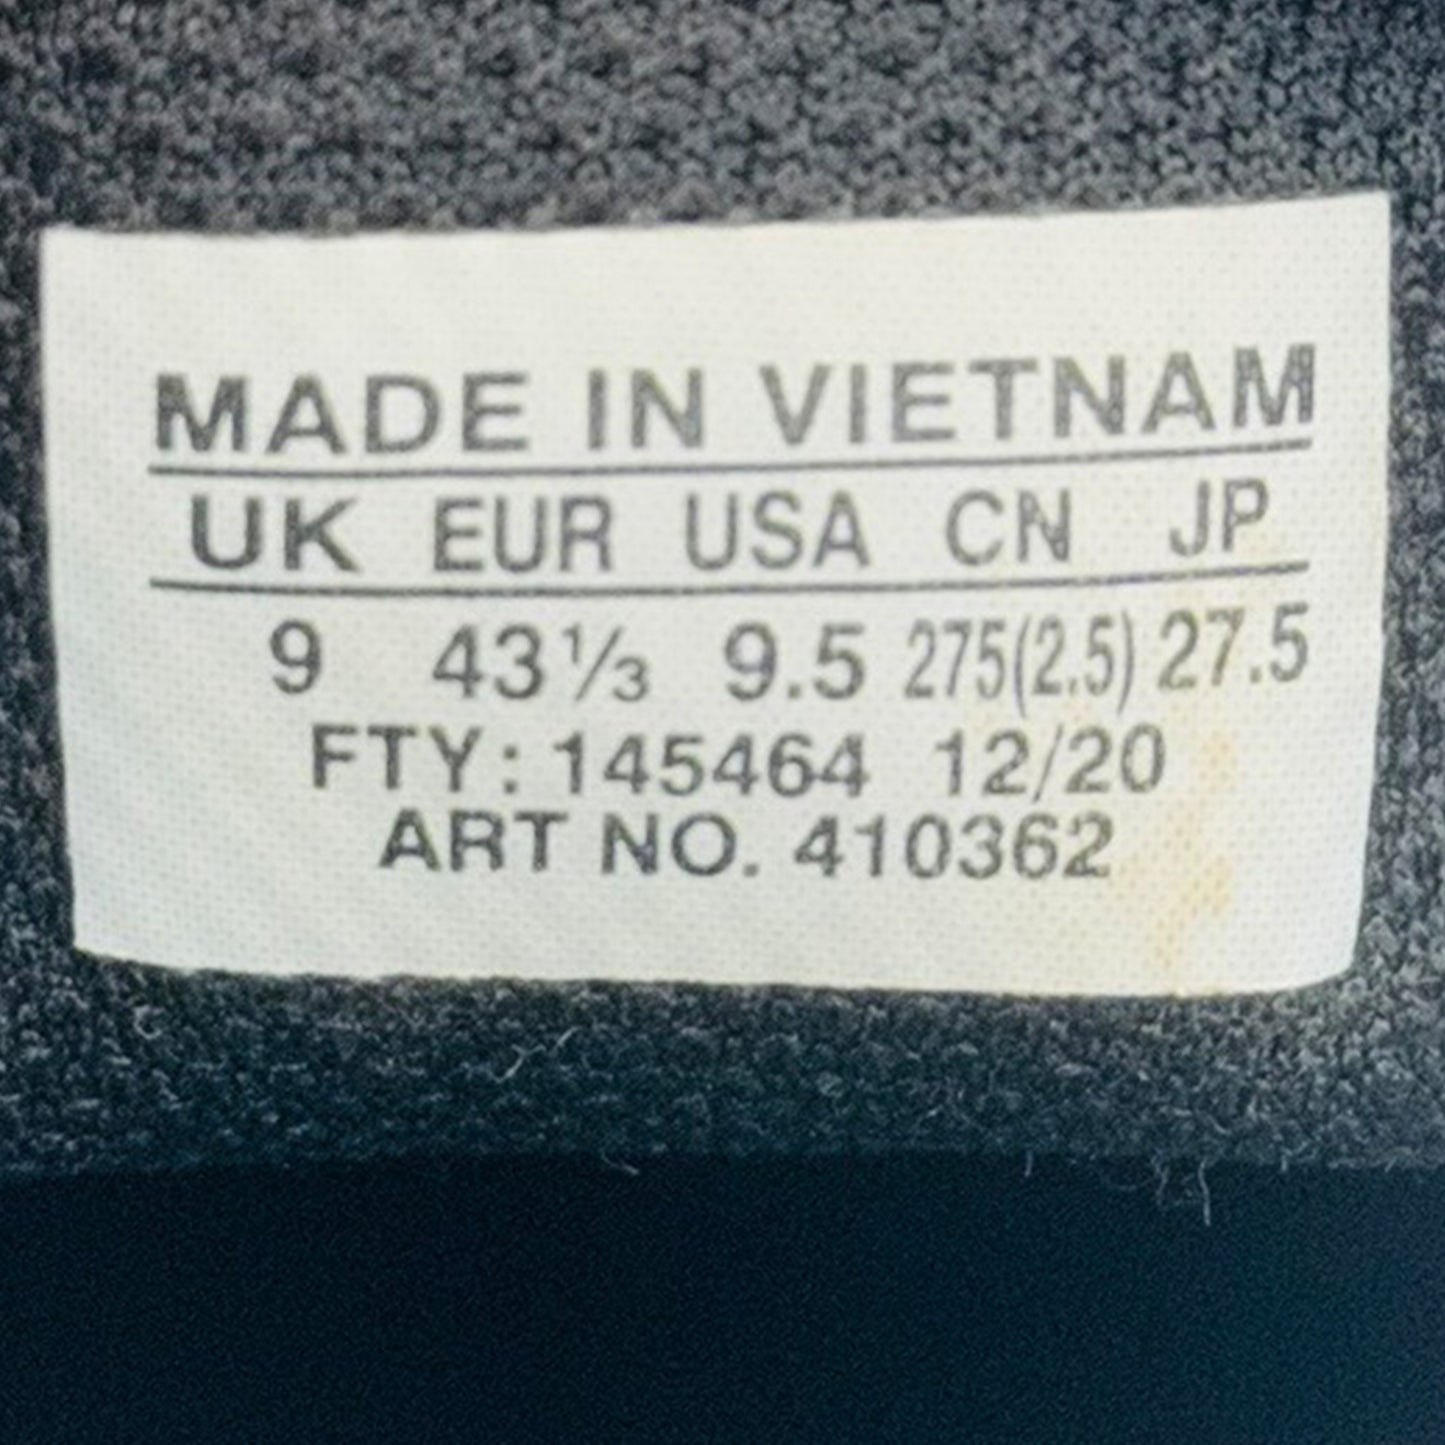 MADE IN VIETNAM
UK EUR USA CN JP
9 43⅓ 9.5 275(2.5) 27.5
FTY: 145464 12/20
ART NO. 410362